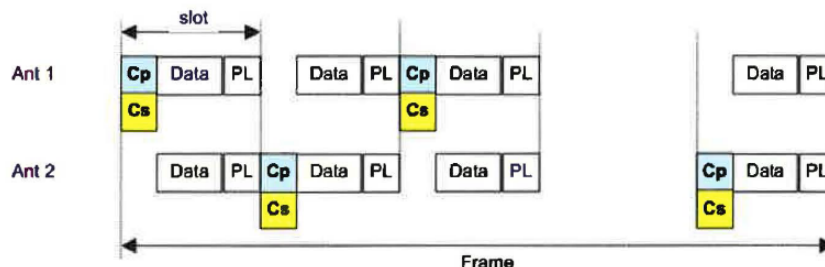 slot
Ant 1 Cp Data PL Data PL Cp Data PL Data PL
Cs Cs
Ant 2 Data PL Cp Data PL Data PL Cp Data PL
Cs Cs
Frame